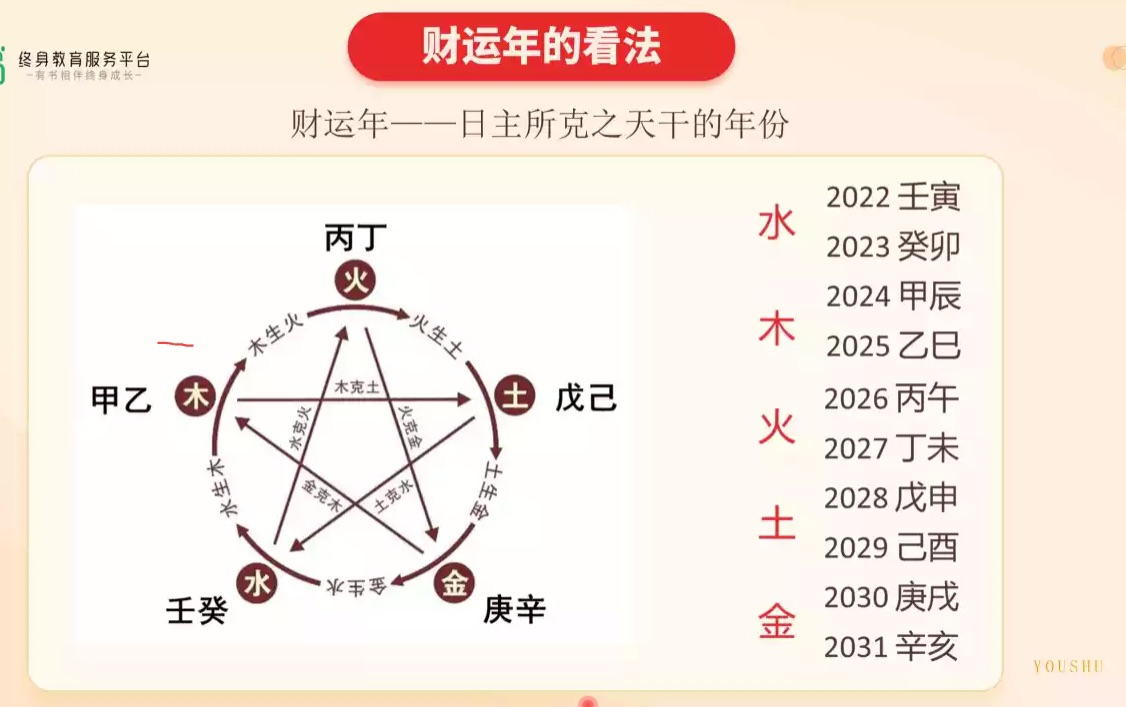 财运年的看法
终身教育服务平台
—有书相伴终身成长—
财运年——日主所克之天干的年份
丙丁
火
木生火
火生土
甲乙
木
木克土
土
戊己
水克火
火克金
水生木
金克木
土克水
土生金
水
金生水
金
壬癸
庚辛
水
2022 壬寅
2023 癸卯
木
2024 甲辰
2025 乙巳
火
2026 丙午
2027 丁未
土
2028 戊申
2029 己酉
金
2030 庚戌
2031 辛亥
YOUSHU